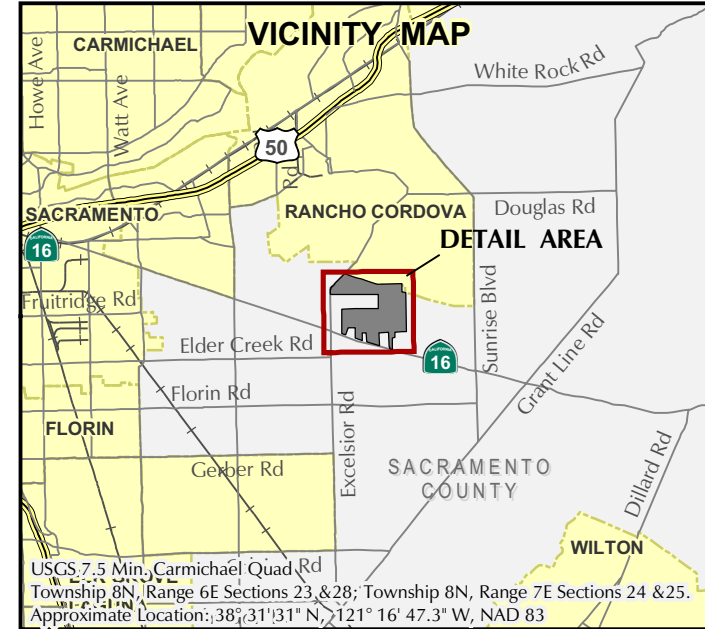 VICINITY MAP
CARMICHAEL
Howe Ave
Watt Ave
White Rock Rd
50
Rd
SACRAMENTO
RANCHO CORDOVA
Douglas Rd
DETAIL AREA
CALIFORNIA
16
Fruitridge Rd
Sunrise Blvd
Elder Creek Rd
CALIFORNIA
16
Grant Line Rd
Florin Rd
Excelsior Rd
FLORIN
Gerber Rd
SACRAMENTO
COUNTY
Dillard Rd
WILTON
Rd
USGS 7.5 Min. Carmichael Quad
Township 8N, Range 6E Sections 23 &28; Township 8N, Range 7E Sections 24 &25.
Approximate Location: 38° 31'31" N, -121° 16' 47.3" W, NAD 83